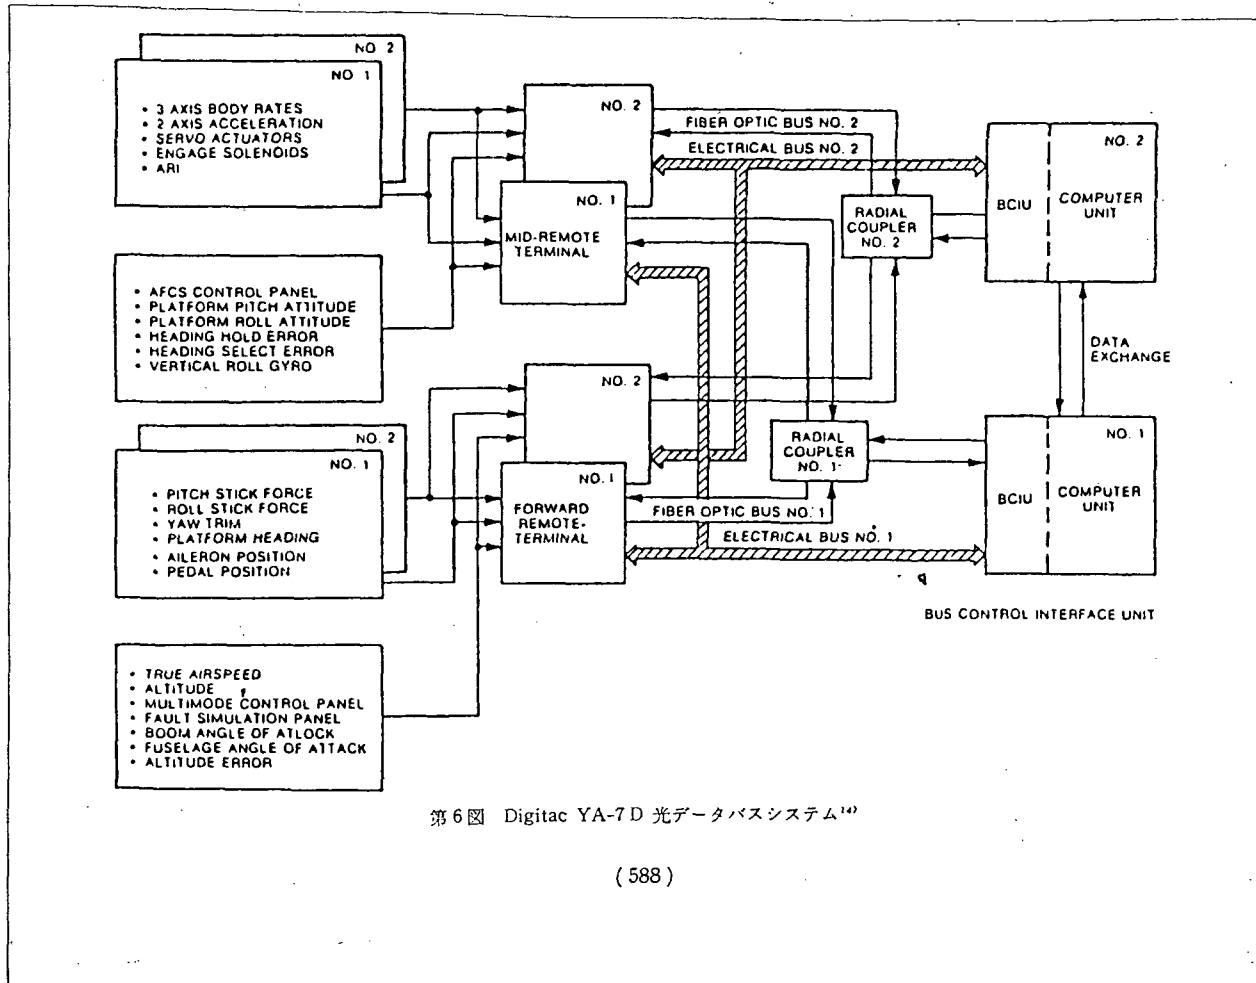 NO. 2
NO. 1
• 3 AXIS BODY RATES
• 2 AXIS ACCELERATION
• SERVO ACTUATORS
• ENGAGE SOLENOIDS
• ARI
• AFCS CONTROL PANEL
• PLATFORM PITCH ATTITUDE
• PLATFORM ROLL ATTITUDE
• HEADING HOLD ERROR
• HEADING SELECT ERROR
• VERTICAL ROLL GYRO
NO. 2
NO. 1
• PITCH STICK FORCE
• ROLL STICK FORCE
• YAW TRIM
• PLATFORM HEADING
• AILERON POSITION
• PEDAL POSITION
• TRUE AIRSPEED
• ALTITUDE
• MULTIMODE CONTROL PANEL
• FAULT SIMULATION PANEL
• BOOM ANGLE OF ATLOCK
• FUSELAGE ANGLE OF ATTACK
• ALTITUDE ERROR
NO. 2
NO. 1
MID-REMOTE
TERMINAL
NO. 2
NO. 1
FORWARD
REMOTE-
TERMINAL
FIBER OPTIC BUS NO. 2
ELECTRICAL BUS NO. 2
RADIAL
COUPLER
NO. 2
RADIAL
COUPLER
NO. 1
FIBER OPTIC BUS NO. 1
ELECTRICAL BUS NO. 1
NO. 2
BCIU
COMPUTER
UNIT
DATA
EXCHANGE
NO. 1
BCIU
COMPUTER
UNIT
BUS CONTROL INTERFACE UNIT
第6図 Digitac YA-7D 光データバスシステム¹⁴⁾
(588)